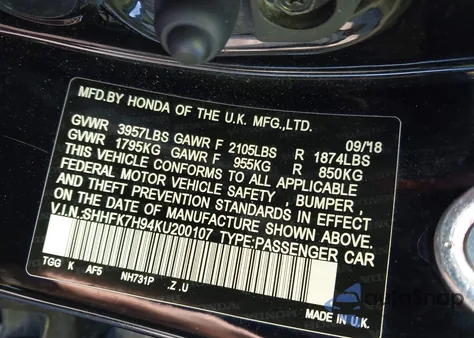 MFD.BY HONDA OF THE U.K. MFG.,LTD.
09/18
GVWR 3957LBS GAWR F 2105LBS R 1874LBS
GVWR 1795KG GAWR F 955KG R 850KG
THIS VEHICLE CONFORMS TO ALL APPLICABLE
FEDERAL MOTOR VEHICLE SAFETY , BUMPER ,
AND THEFT PREVENTION STANDARDS IN EFFECT
ON THE DATE OF MANUFACTURE SHOWN ABOVE.
V.I.N.:SHHFK7H94KU200107 TYPE:PASSENGER CAR
TGG K AF5 NH731P .Z.U
MADE IN U.K.
autoSnap